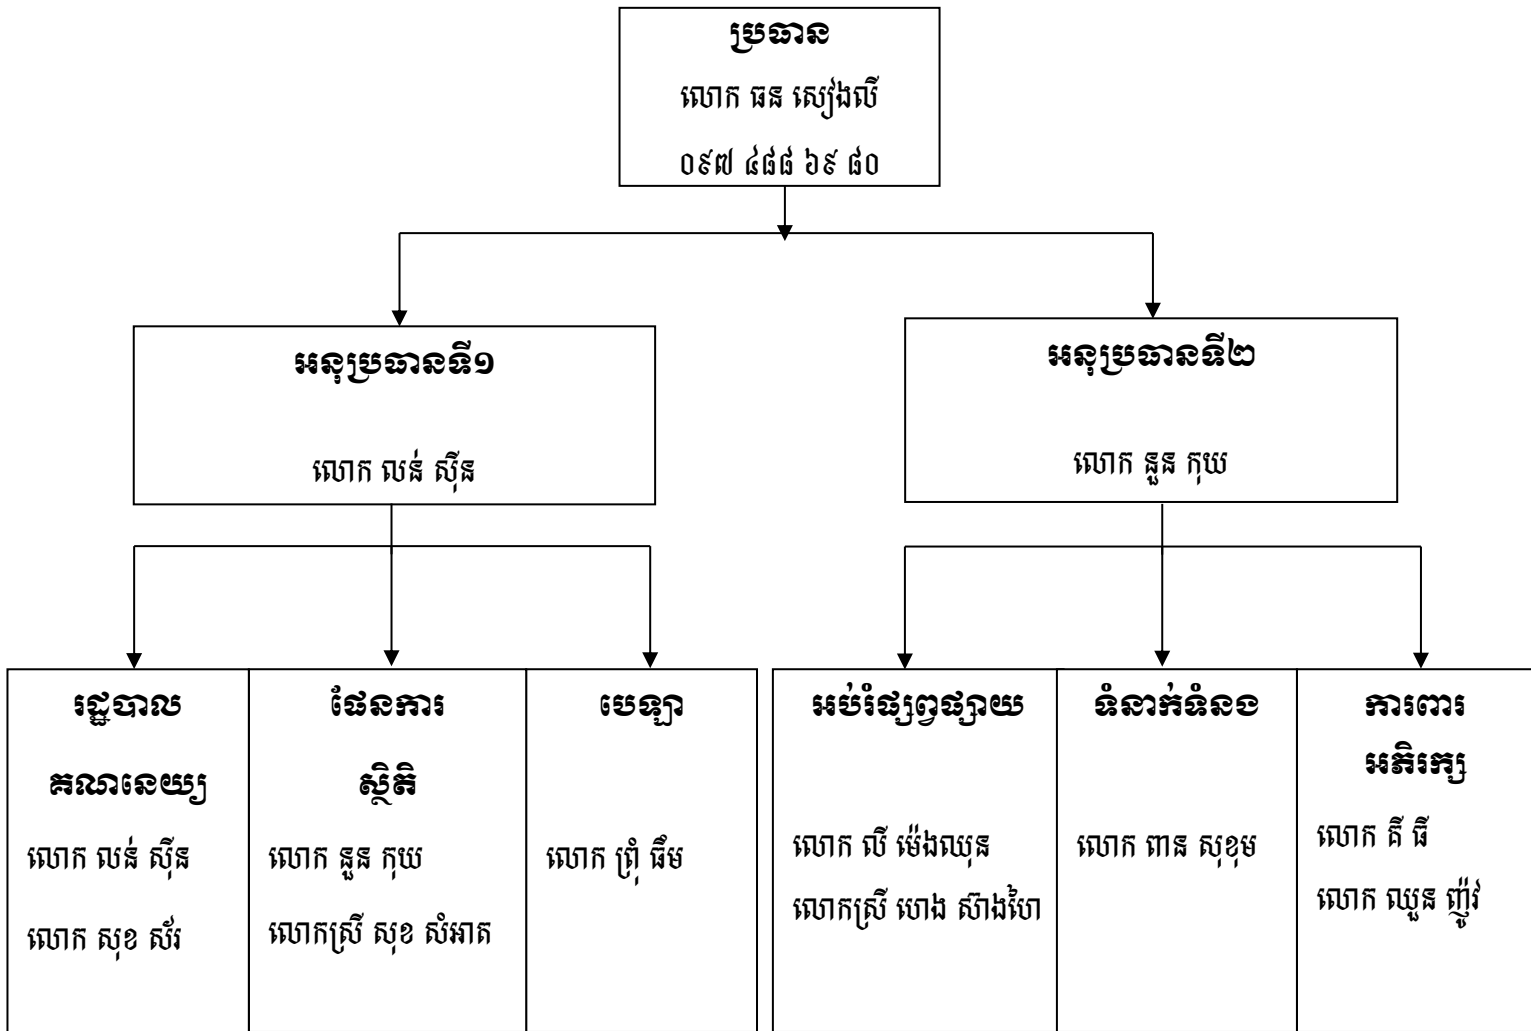 ប្រធាន
លោក ធន សៀងលី
០៩៧ ៤៨៨ ៦៩ ៨០
អនុប្រធានទី១
លោក លន់ ស៊ីន
អនុប្រធានទី២
លោក នួន កុយ
រដ្ឋបាល
គណនេយ្យ
លោក លន់ ស៊ីន
លោក សុខ ស័រ
ផែនការ
ស្ថិតិ
លោក នួន កុយ
លោកស្រី សុខ សំអាត
បេឡា
លោក ព្រុំ ធឹម
អប់រំផ្សព្វផ្សាយ
លោក លី ម៉េងឈុន
លោកស្រី ហេង ស៊ាងហៃ
ទំនាក់ទំនង
លោក ពាន សុខុម
ការពារ
អភិរក្ស
លោក គី ធី
លោក ឈួន ញ៉ូវ